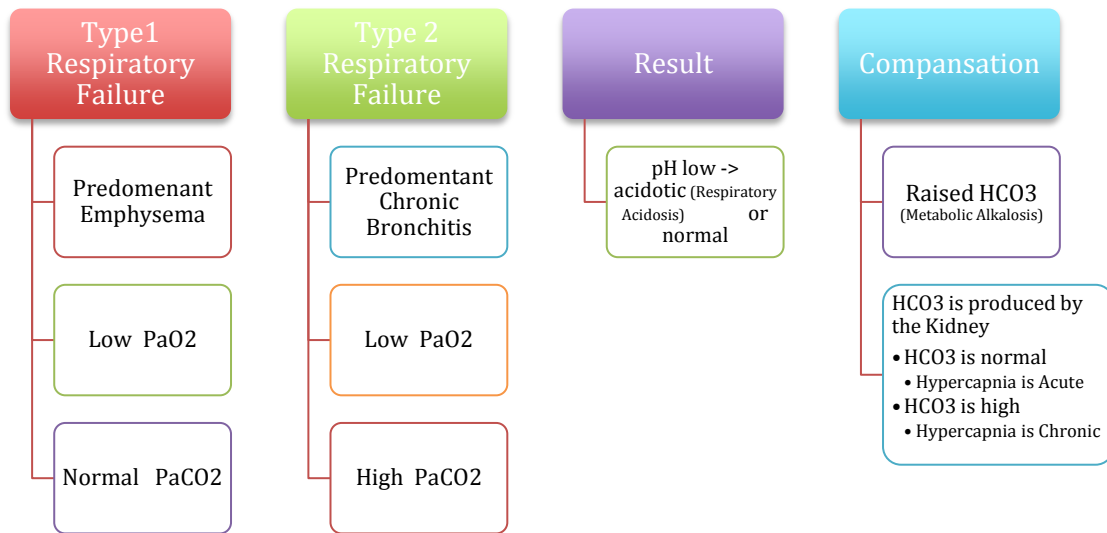 Type1
Respiratory
Failure
Predomenant
Emphysema
Low PaO2
Normal PaCO2
Type 2
Respiratory
Failure
Predomentant
Chronic
Bronchitis
Low PaO2
High PaCO2
Result
pH low ->
acidotic (Respiratory
Acidosis) or
normal
Compansation
Raised HCO3
(Metabolic Alkalosis)
HCO3 is produced by
the Kidney
• HCO3 is normal
• Hypercapnia is Acute
• HCO3 is high
• Hypercapnia is Chronic